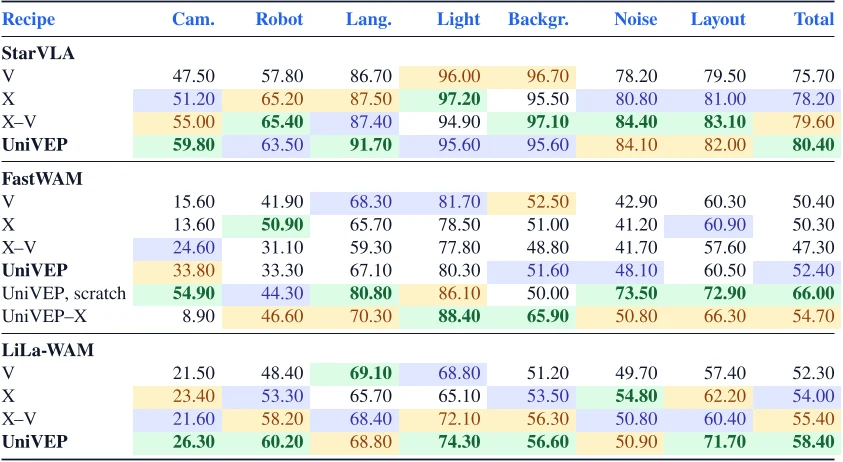 Recipe Cam. Robot Lang. Light Backgr. Noise Layout Total
StarVLA
V 47.50 57.80 86.70 96.00 96.70 78.20 79.50 75.70
X 51.20 65.20 87.50 97.20 95.50 80.80 81.00 78.20
X–V 55.00 65.40 87.40 94.90 97.10 84.40 83.10 79.60
UniVEP 59.80 63.50 91.70 95.60 95.60 84.10 82.00 80.40
FastWAM
V 15.60 41.90 68.30 81.70 52.50 42.90 60.30 50.40
X 13.60 50.90 65.70 78.50 51.00 41.20 60.90 50.30
X–V 24.60 31.10 59.30 77.80 48.80 41.70 57.60 47.30
UniVEP 33.80 33.30 67.10 80.30 51.60 48.10 60.50 52.40
UniVEP, scratch 54.90 44.30 80.80 86.10 50.00 73.50 72.90 66.00
UniVEP–X 8.90 46.60 70.30 88.40 65.90 50.80 66.30 54.70
LiLa-WAM
V 21.50 48.40 69.10 68.80 51.20 49.70 57.40 52.30
X 23.40 53.30 65.70 65.10 53.50 54.80 62.20 54.00
X–V 21.60 58.20 68.40 72.10 56.30 50.80 60.40 55.40
UniVEP 26.30 60.20 68.80 74.30 56.60 50.90 71.70 58.40